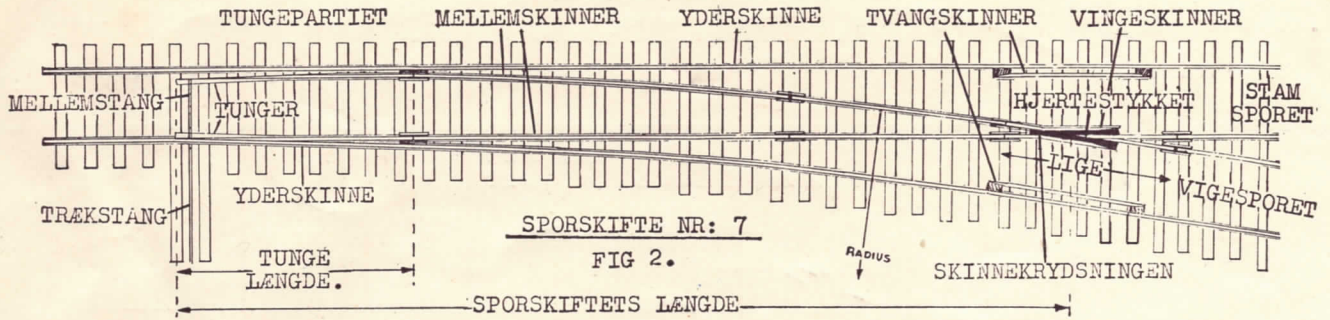 TUNGEPARTIET MELLEMSKINNER YDERSKINNE TVANGSKINNER VINGESKINNER
MELLEMSTANG
TUNGER
HJERTESTYKKET
STAM
SPORET
LIGE
VIGESPORET
YDERSKINNE
TRÆKSTANG
SPORSKIFTE NR: 7
FIG 2.
RADIUS
SKINNEKRYDSNINGEN
TUNGE
LÆNGDE.
SPORSKIFTETS LÆNGDE